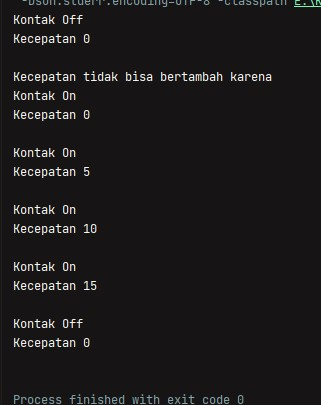 -Dsun.stderr.encoding=UTF-8 -classpath
Kontak Off
Kecepatan 0
Kecepatan tidak bisa bertambah karena
Kontak On
Kecepatan 0
Kontak On
Kecepatan 5
Kontak On
Kecepatan 10
Kontak On
Kecepatan 15
Kontak Off
Kecepatan 0
Process finished with exit code 0